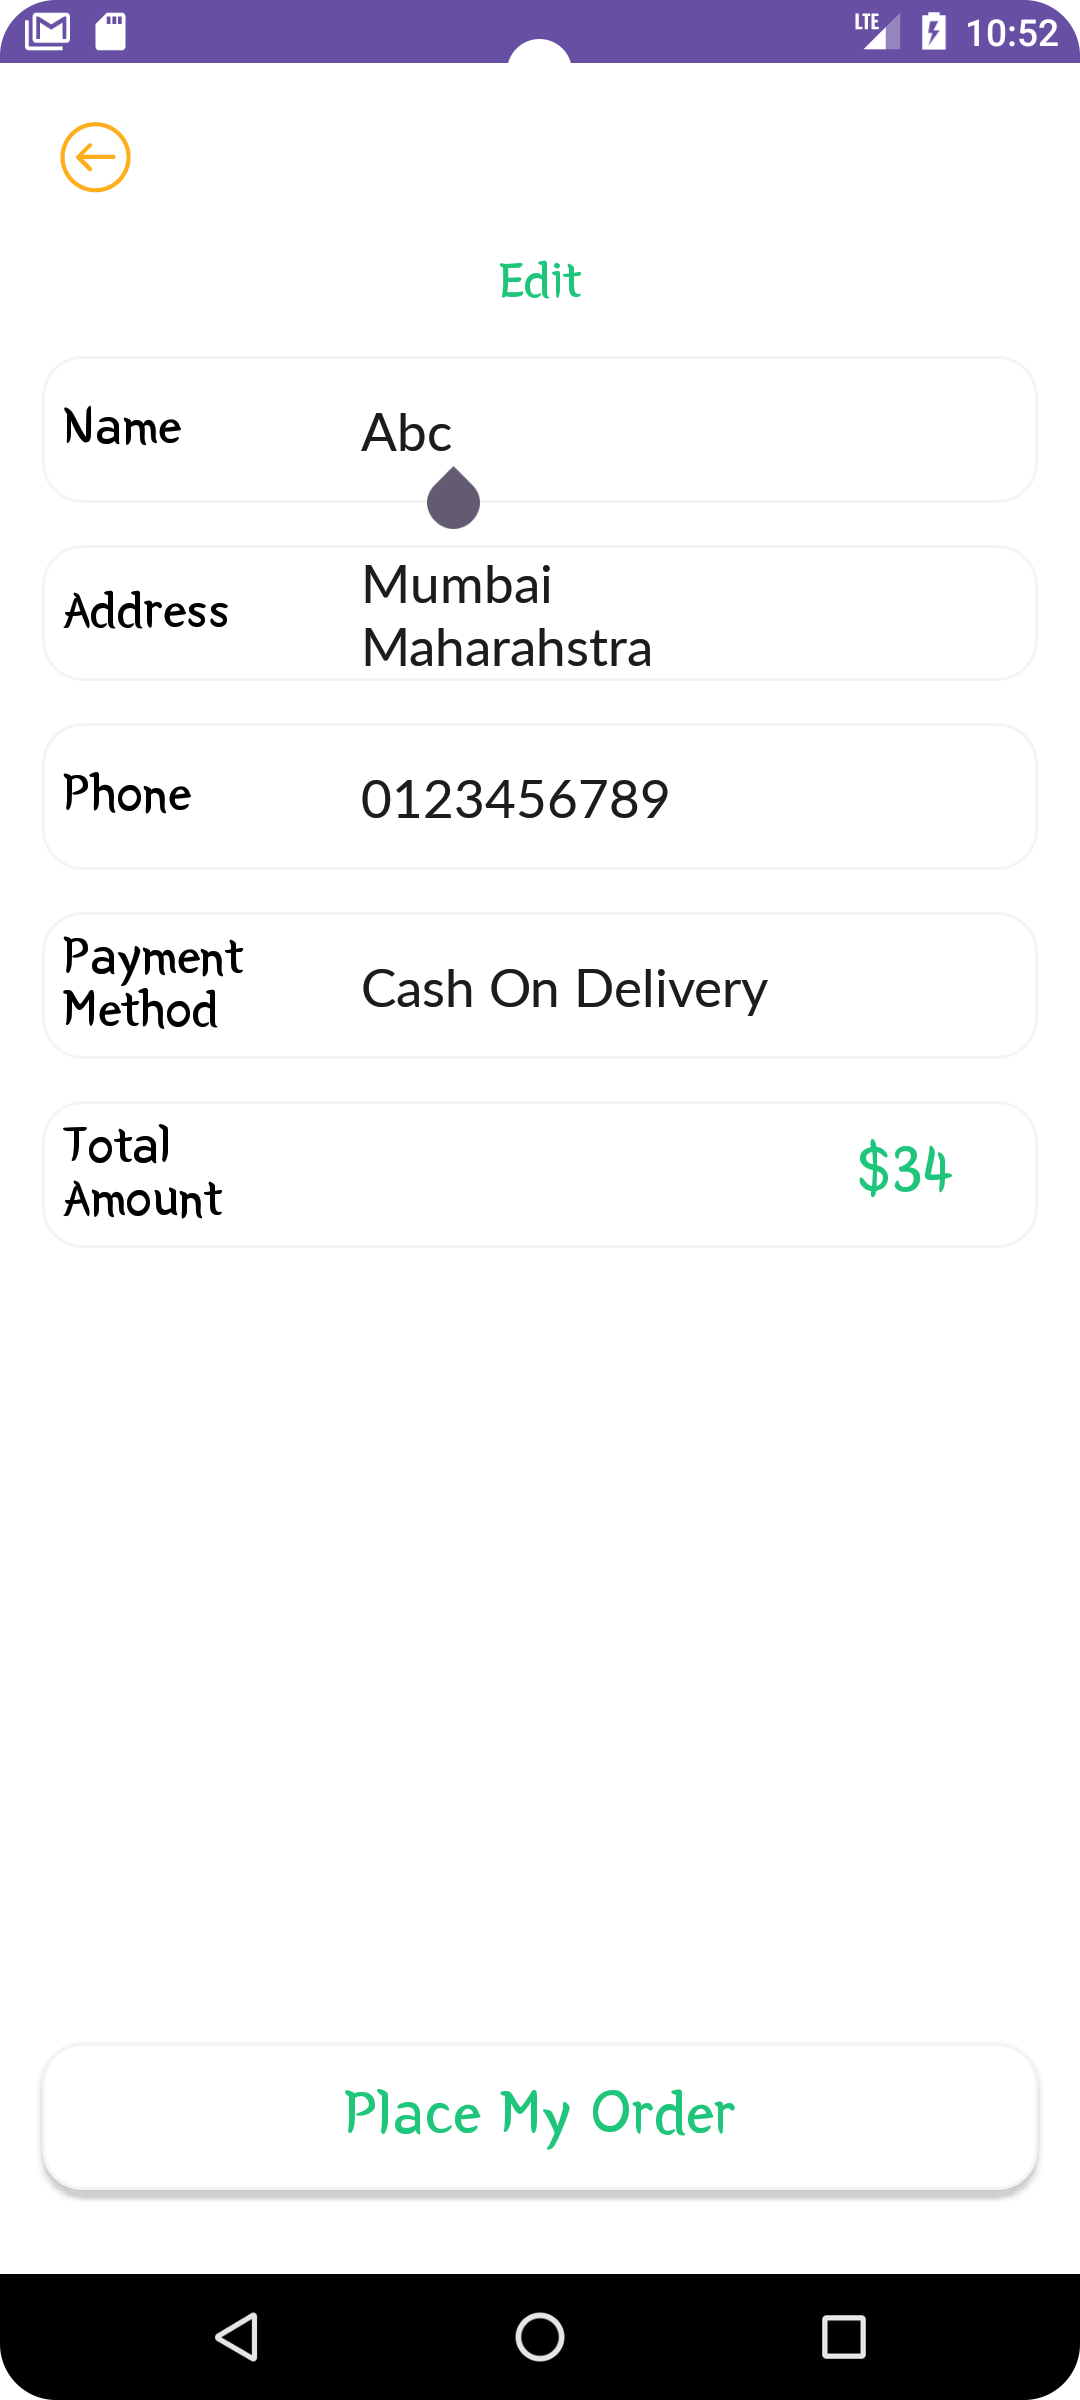 LTE 10:52
Edit
Name Abc
Address Mumbai
Maharahstra
Phone 0123456789
Payment
Method Cash On Delivery
Total
Amount $34
Place My Order